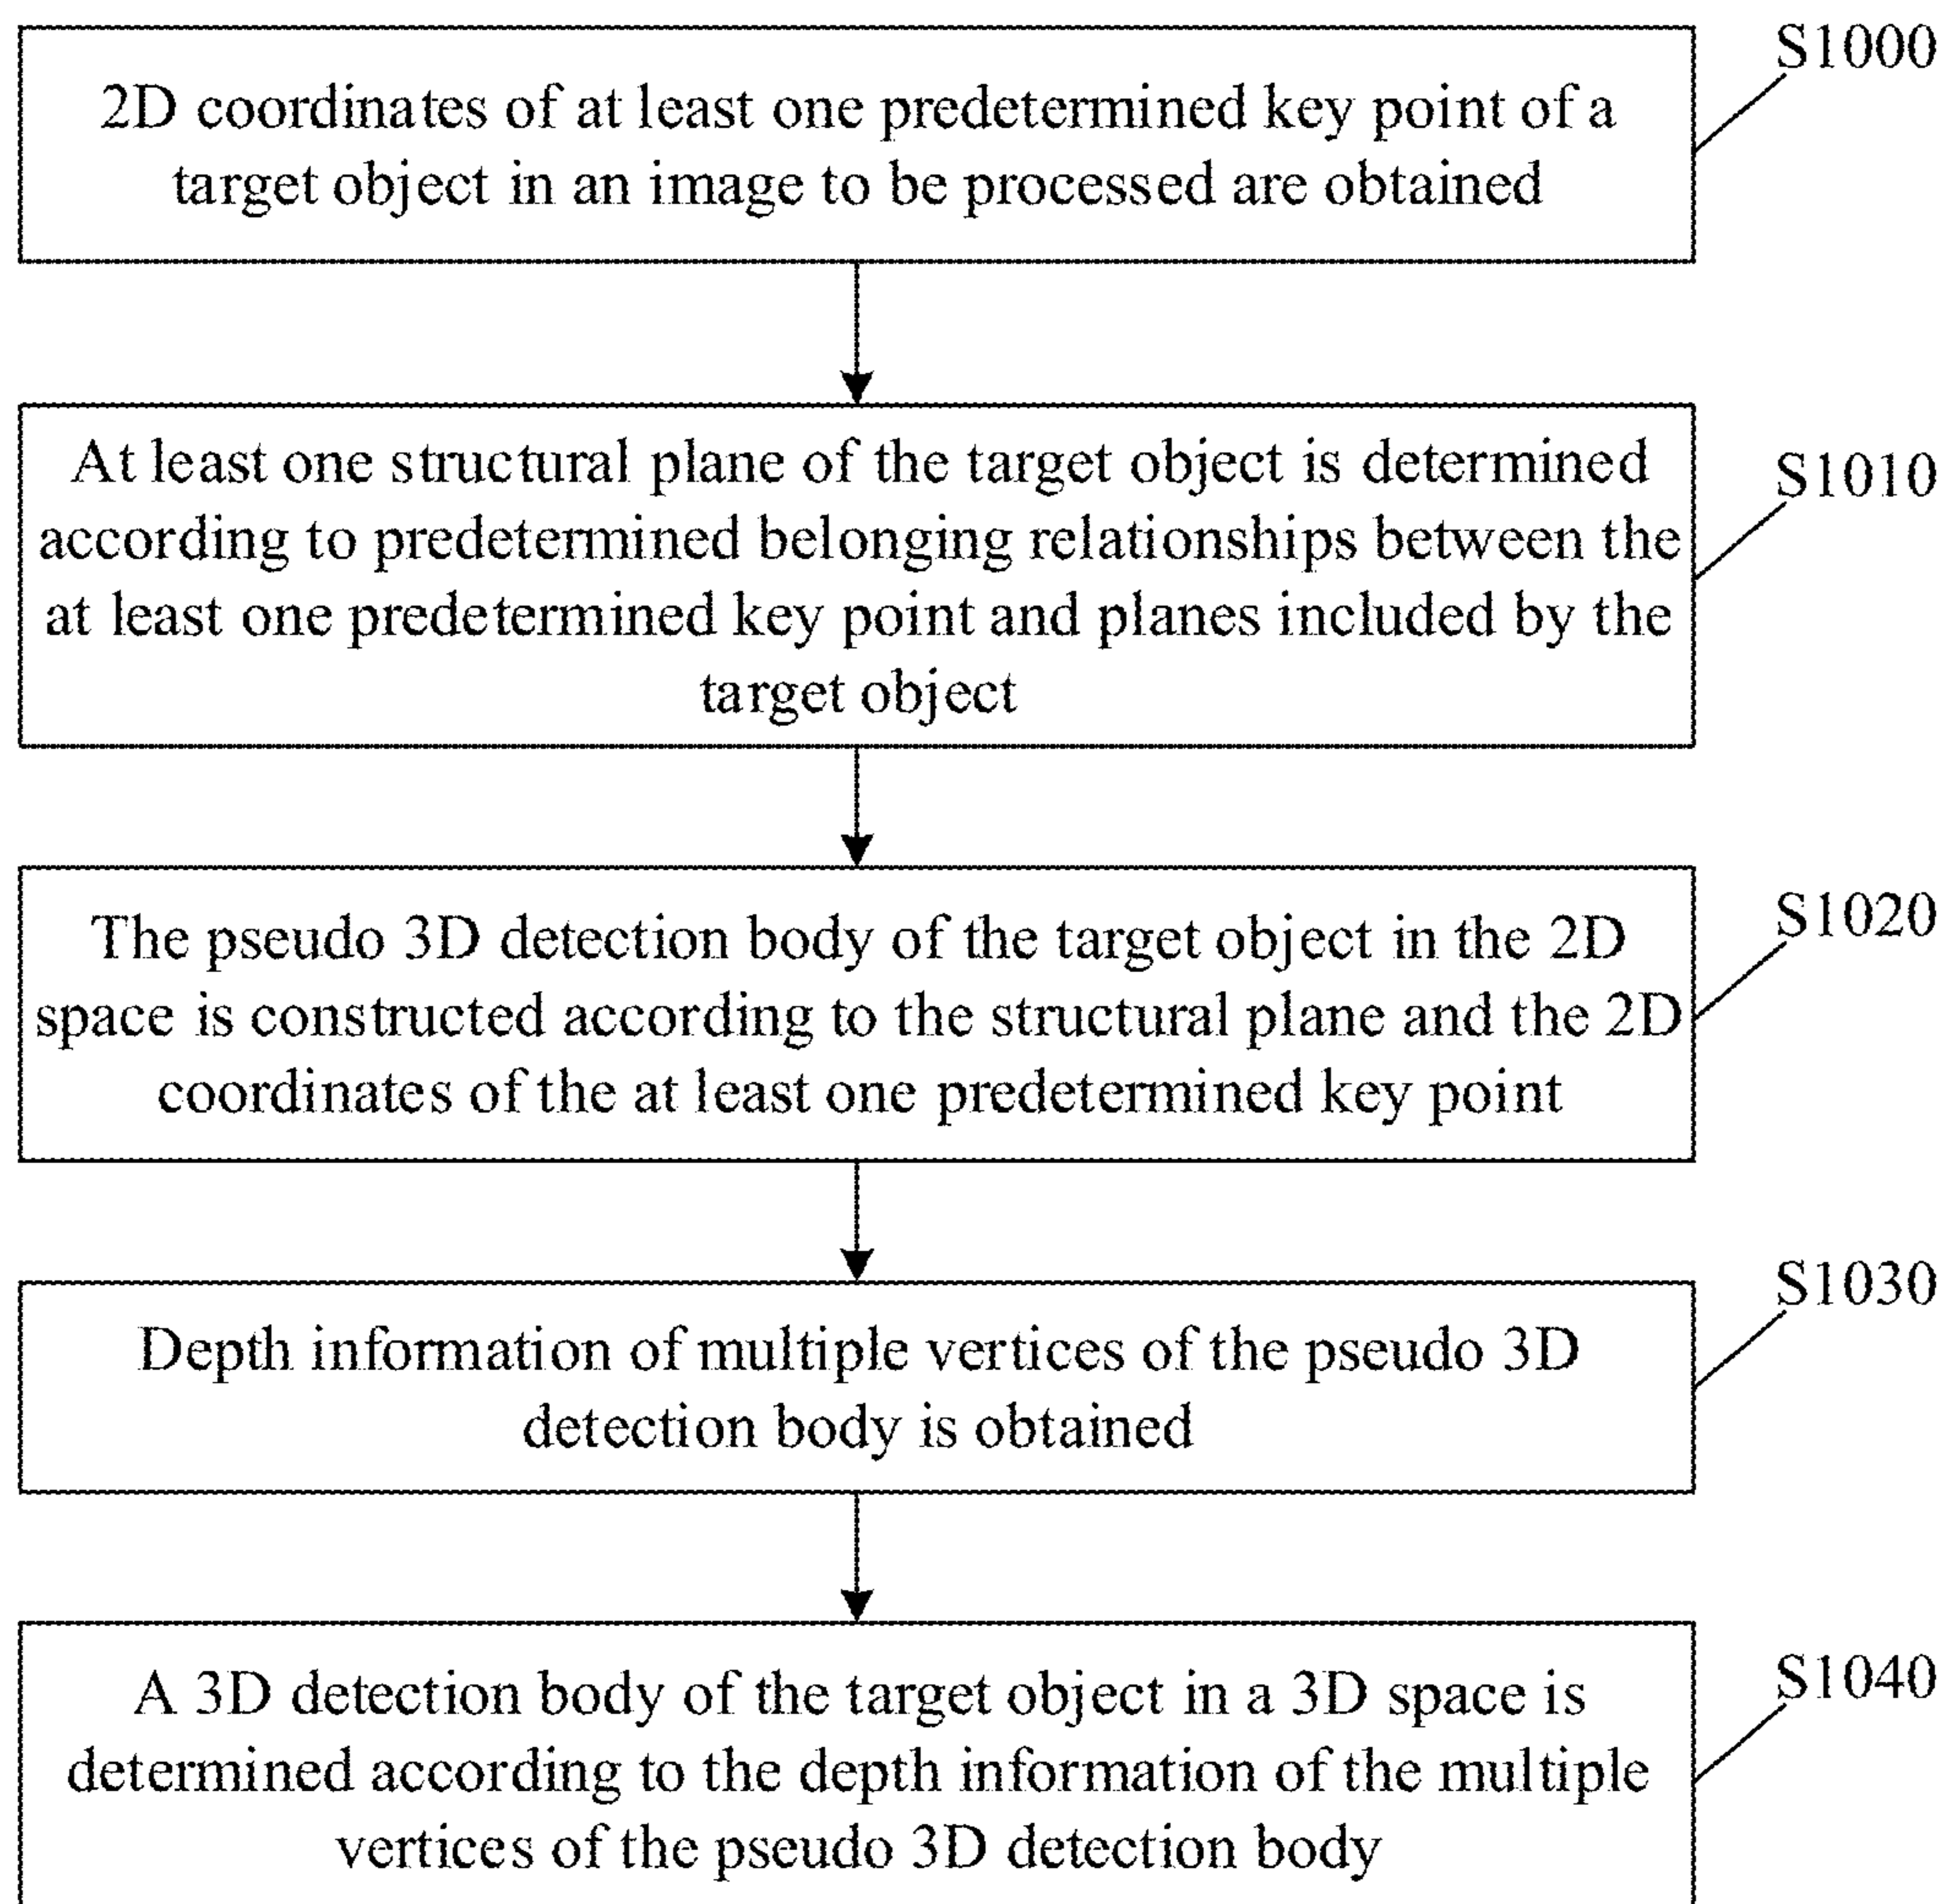 S1000
2D coordinates of at least one predetermined key point of a
target object in an image to be processed are obtained
S1010
At least one structural plane of the target object is determined
according to predetermined belonging relationships between the
at least one predetermined key point and planes included by the
target object
S1020
The pseudo 3D detection body of the target object in the 2D
space is constructed according to the structural plane and the 2D
coordinates of the at least one predetermined key point
S1030
Depth information of multiple vertices of the pseudo 3D
detection body is obtained
S1040
A 3D detection body of the target object in a 3D space is
determined according to the depth information of the multiple
vertices of the pseudo 3D detection body